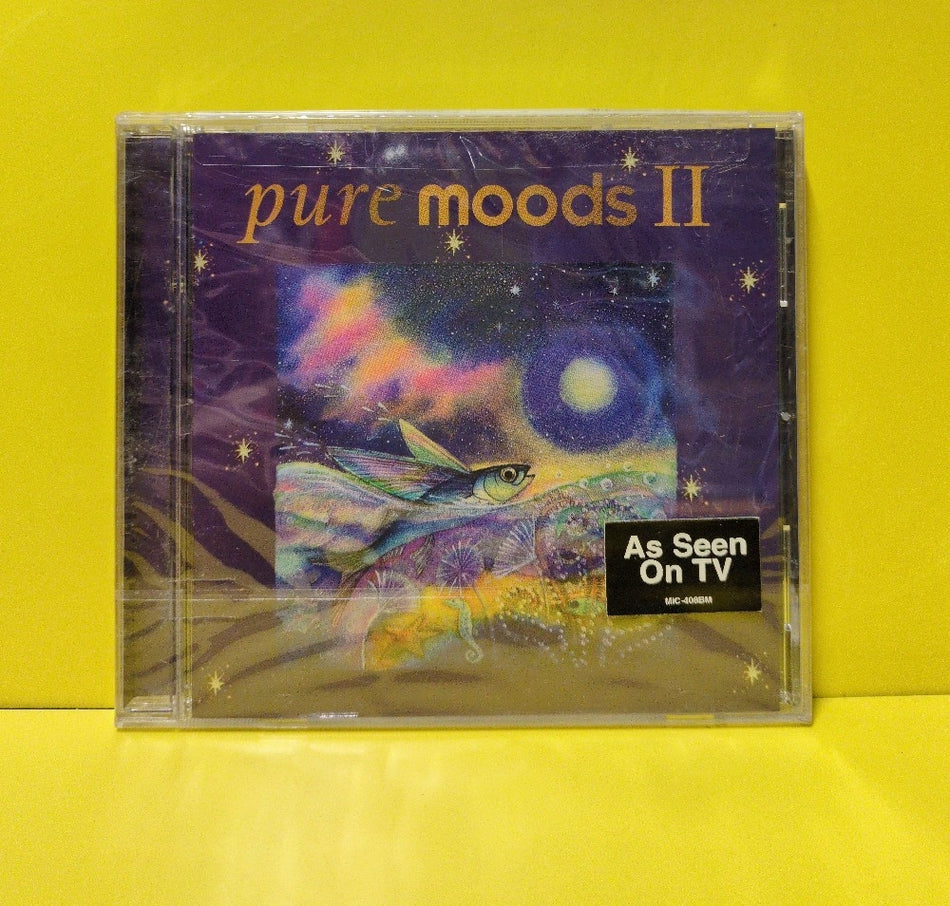 pure moods II
As Seen
On TV
MIC-408BM